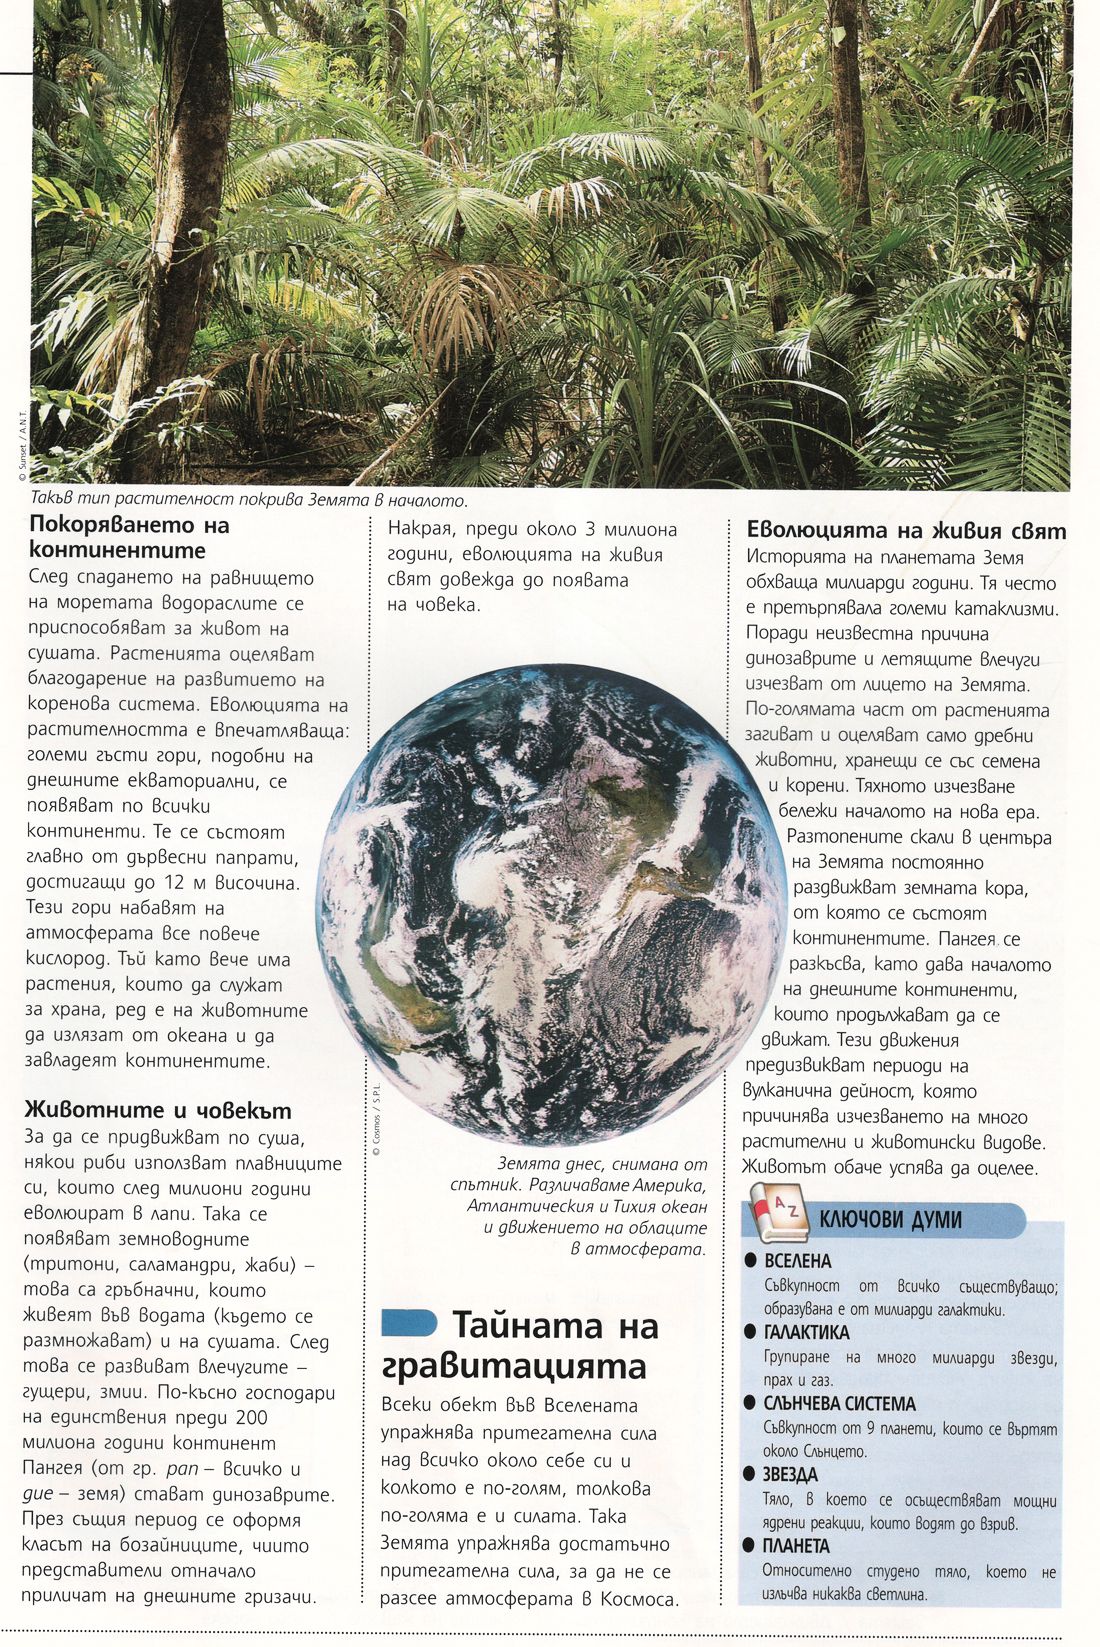 © Sunset / A.N.T.
Такъв тип растителност покрива Земята в началото.
Покоряването на
континентите
След спадането на равнището
на моретата водораслите се
приспособяват за живот на
сушата. Растенията оцеляват
благодарение на развитието на
коренова система. Еволюцията на
растителността е впечатляваща:
големи гъсти гори, подобни на
днешните екваториални, се
появяват по всички
континенти. Те се състоят
главно от дървесни папрати,
достигащи до 12 м височина.
Тези гори набавят на
атмосферата все повече
кислород. Тъй като вече има
растения, които да служат
за храна, ред е на животните
да излязат от океана и да
завладеят континентите.
Животните и човекът
За да се придвижват по суша,
някои риби използват плавниците
си, които след милиони години
еволюират в лапи. Така се
появяват земноводните
(тритони, саламандри, жаби) –
това са гръбначни, които
живеят във водата (където се
размножават) и на сушата. След
това се развиват влечугите –
гущери, змии. По-късно господари
на единствения преди 200
милиона години континент
Пангея (от гр. pan – всичко и
gue – земя) стават динозаврите.
През същия период се оформя
класът на бозайниците, чиито
представители отначало
приличат на днешните гризачи.
Накрая, преди около 3 милиона
години, еволюцията на живия
свят довежда до появата
на човека.
© Cosmos / S.P.L.
Земята днес, снимана от
спътник. Различаваме Америка,
Атлантическия и Тихия океан
и движението на облаците
в атмосферата.
Тайната на
гравитацията
Всеки обект във Вселената
упражнява притегателна сила
над всичко около себе си и
колкото е по-голям, толкова
по-голяма е и силата. Така
Земята упражнява достатъчно
притегателна сила, за да не се
разсее атмосферата в Космоса.
Еволюцията на живия свят
Историята на планетата Земя
обхваща милиарди години. Тя често
е претърпявала големи катаклизми.
Поради неизвестна причина
динозаврите и летящите влечуги
изчезват от лицето на Земята.
По-голямата част от растенията
загиват и оцеляват само дребни
животни, хранещи се със семена
и корени. Тяхното изчезване
бележи началото на нова ера.
Разтопените скали в центъра
на Земята постоянно
раздвижват земната кора,
от която се състоят
континентите. Пангея се
разкъсва, като дава началото
на днешните континенти,
които продължават да се
движат. Тези движения
предизвикват периоди на
вулканична дейност, която
причинява изчезването на много
растителни и животински видове.
Животът обаче успява да оцелее.
A Z
КЛЮЧОВИ ДУМИ
● ВСЕЛЕНА
Съвкупност от всичко съществуващо;
образувана е от милиарди галактики.
● ГАЛАКТИКА
Групиране на много милиарди звезди,
прах и газ.
● СЛЪНЧЕВА СИСТЕМА
Съвкупност от 9 планети, които се въртят
около Слънцето.
● ЗВЕЗДА
Тяло, в което се осъществяват мощни
ядрени реакции, които водят до взрив.
● ПЛАНЕТА
Относително студено тяло, което не
излъчва никаква светлина.